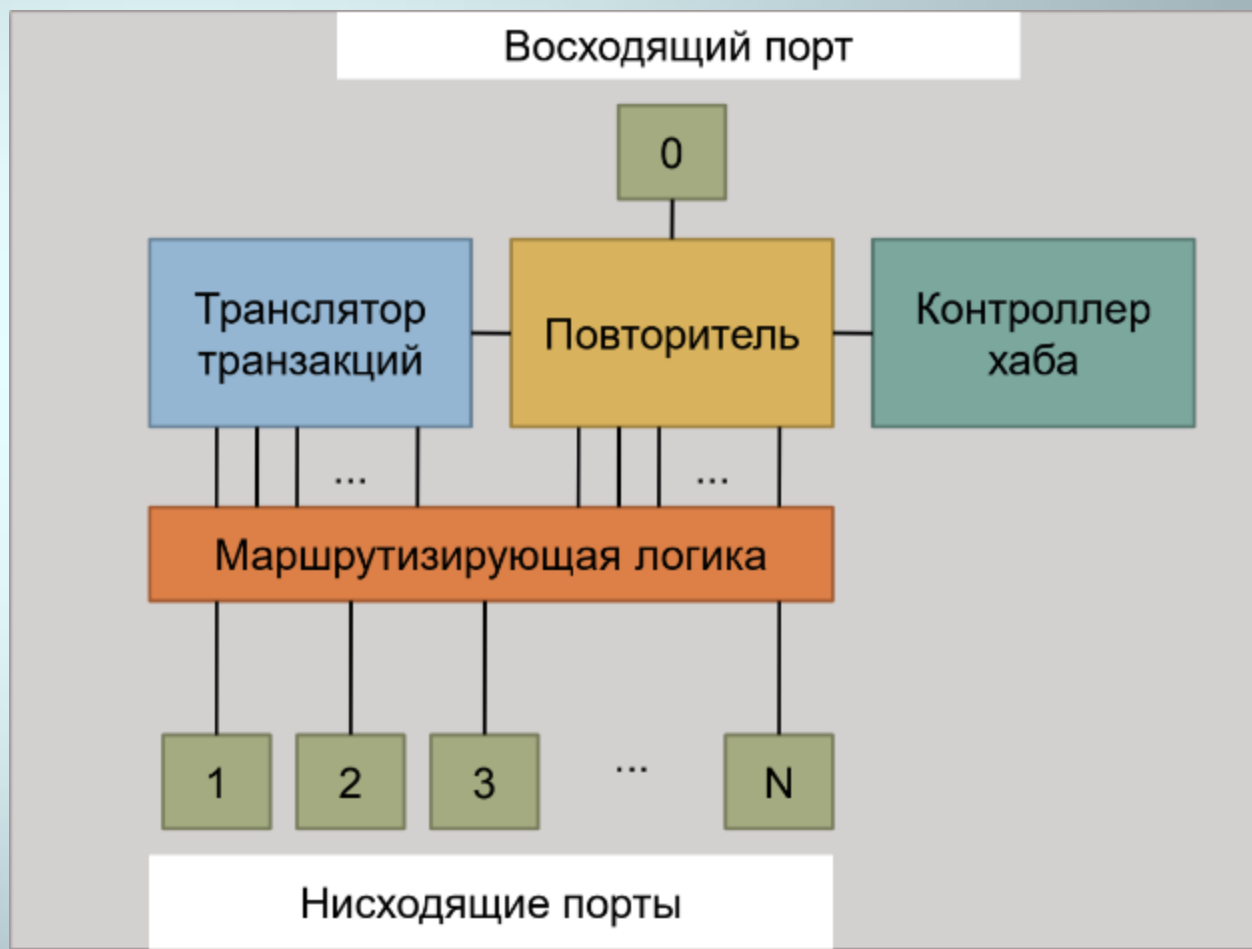 Восходящий порт
0
Транслятор
транзакций
Повторитель
Контроллер
хаба
... ...
Маршрутизирующая логика
1 2 3 ... N
Нисходящие порты